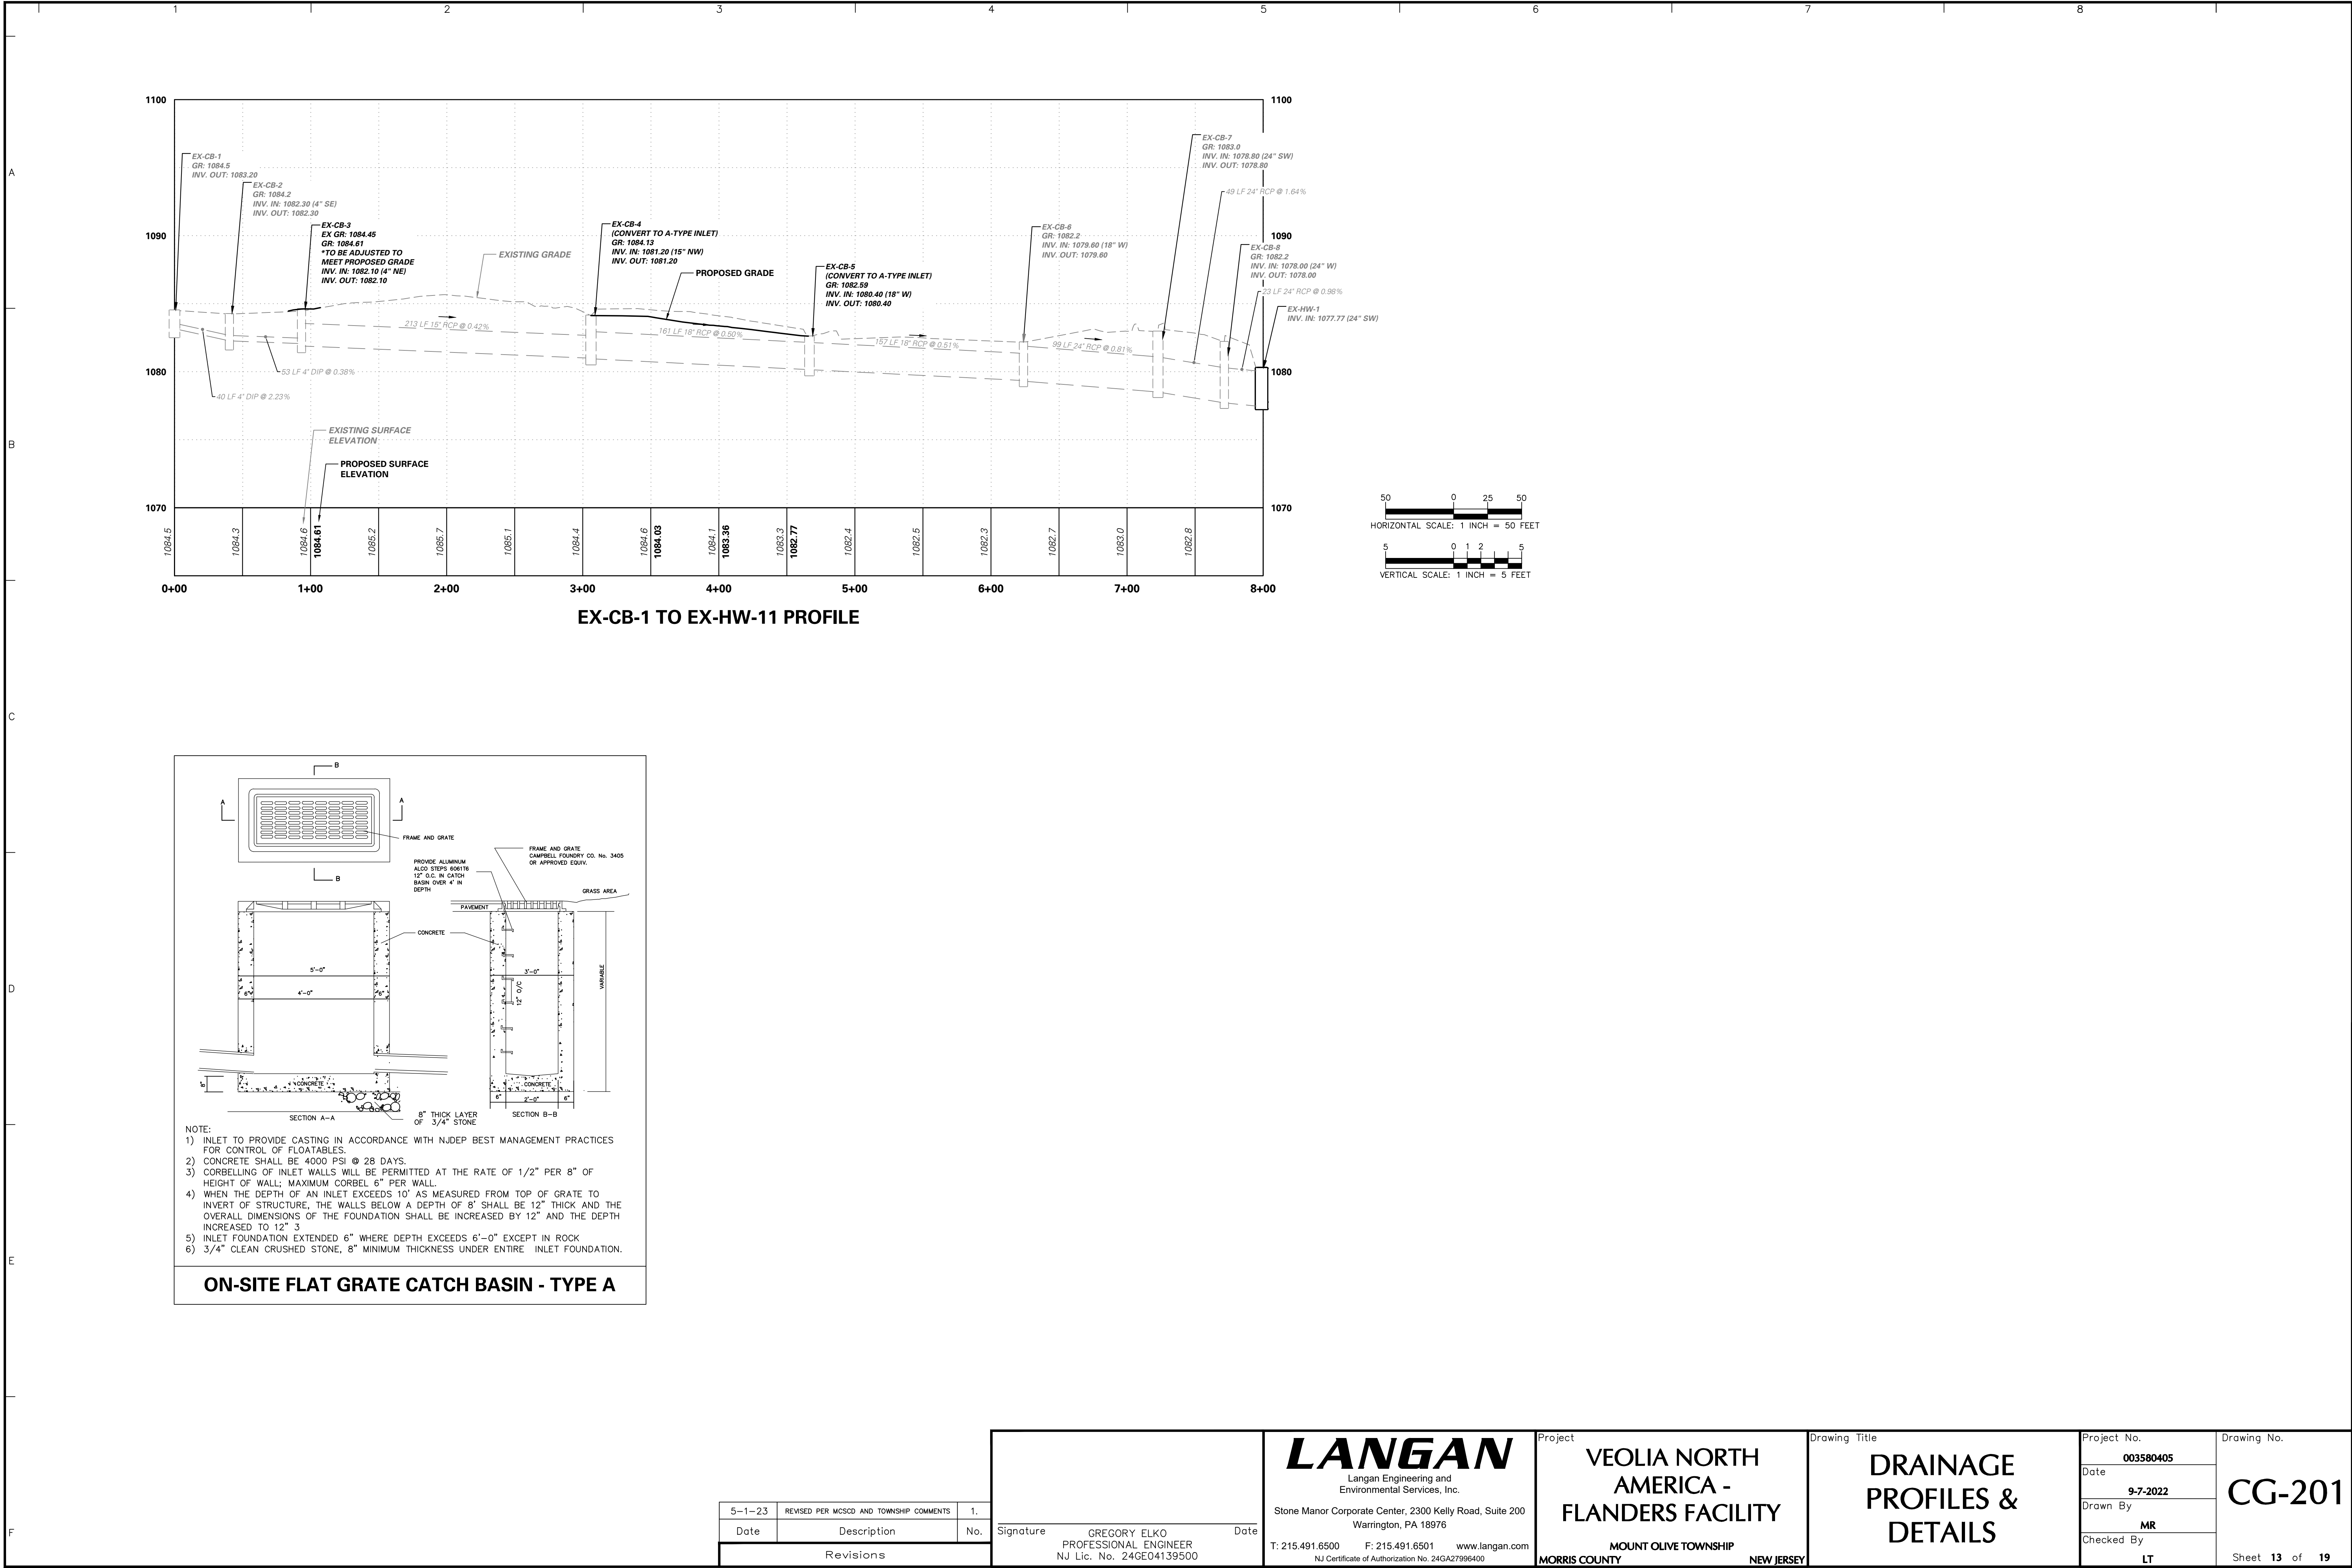 1 2 3 4 5 6 7 8
A
B
C
D
E
F
1100
1090
1080
1070
1100
1090
1080
1070
EX-CB-1
GR: 1084.5
INV. OUT: 1083.20
EX-CB-2
GR: 1084.2
INV. IN: 1082.30 (4" SE)
INV. OUT: 1082.30
EX-CB-3
EX GR: 1084.45
GR: 1084.61
*TO BE ADJUSTED TO
MEET PROPOSED GRADE
INV. IN: 1082.10 (4" NE)
INV. OUT: 1082.10
EXISTING GRADE
EX-CB-4
(CONVERT TO A-TYPE INLET)
GR: 1084.13
INV. IN: 1081.20 (15" NW)
INV. OUT: 1081.20
PROPOSED GRADE
EX-CB-5
(CONVERT TO A-TYPE INLET)
GR: 1082.59
INV. IN: 1080.40 (18" W)
INV. OUT: 1080.40
EX-CB-6
GR: 1082.2
INV. IN: 1079.60 (18" W)
INV. OUT: 1079.60
EX-CB-7
GR: 1083.0
INV. IN: 1078.80 (24" SW)
INV. OUT: 1078.80
49 LF 24" RCP @ 1.64%
EX-CB-8
GR: 1082.2
INV. IN: 1078.00 (24" W)
INV. OUT: 1078.00
23 LF 24" RCP @ 0.98%
EX-HW-1
INV. IN: 1077.77 (24" SW)
213 LF 15" RCP @ 0.42%
161 LF 18" RCP @ 0.50%
157 LF 18" RCP @ 0.51%
99 LF 24" RCP @ 0.81%
53 LF 4" DIP @ 0.38%
40 LF 4" DIP @ 2.23%
EXISTING SURFACE
ELEVATION
PROPOSED SURFACE
ELEVATION
1084.5
1084.3
1084.6
1084.61
1085.2
1085.7
1085.1
1084.4
1084.6
1084.03
1084.1
1083.36
1083.3
1082.77
1082.4
1082.5
1082.3
1082.7
1083.0
1082.8
0+00 1+00 2+00 3+00 4+00 5+00 6+00 7+00 8+00
EX-CB-1 TO EX-HW-11 PROFILE
50 0 25 50
HORIZONTAL SCALE: 1 INCH = 50 FEET
5 0 1 2 5
VERTICAL SCALE: 1 INCH = 5 FEET
B
A
A
FRAME AND GRATE
B
PROVIDE ALUMINUM
ALCO STEPS 6061T6
12" O.C. IN CATCH
BASIN OVER 4' IN
DEPTH
FRAME AND GRATE
CAMPBELL FOUNDRY CO. No. 3405
OR APPROVED EQUIV.
GRASS AREA
PAVEMENT
CONCRETE
5'-0"
6" 4'-0" 6"
3'-0"
12" O/C
VARIABLE
8"
CONCRETE
CONCRETE
6" 2'-0" 6"
SECTION A-A
8" THICK LAYER
OF 3/4" STONE
SECTION B-B
NOTE:
1) INLET TO PROVIDE CASTING IN ACCORDANCE WITH NJDEP BEST MANAGEMENT PRACTICES
FOR CONTROL OF FLOATABLES.
2) CONCRETE SHALL BE 4000 PSI @ 28 DAYS.
3) CORBELLING OF INLET WALLS WILL BE PERMITTED AT THE RATE OF 1/2" PER 8" OF
HEIGHT OF WALL; MAXIMUM CORBEL 6" PER WALL.
4) WHEN THE DEPTH OF AN INLET EXCEEDS 10' AS MEASURED FROM TOP OF GRATE TO
INVERT OF STRUCTURE, THE WALLS BELOW A DEPTH OF 8' SHALL BE 12" THICK AND THE
OVERALL DIMENSIONS OF THE FOUNDATION SHALL BE INCREASED BY 12" AND THE DEPTH
INCREASED TO 12" 3
5) INLET FOUNDATION EXTENDED 6" WHERE DEPTH EXCEEDS 6'-0" EXCEPT IN ROCK
6) 3/4" CLEAN CRUSHED STONE, 8" MINIMUM THICKNESS UNDER ENTIRE INLET FOUNDATION.
ON-SITE FLAT GRATE CATCH BASIN - TYPE A
5-1-23 REVISED PER MCSCD AND TOWNSHIP COMMENTS 1.
Date Description No.
Revisions
Signature Date
GREGORY ELKO
PROFESSIONAL ENGINEER
NJ Lic. No. 24GE04139500
LANGAN
Langan Engineering and
Environmental Services, Inc.
Stone Manor Corporate Center, 2300 Kelly Road, Suite 200
Warrington, PA 18976
T: 215.491.6500 F: 215.491.6501 www.langan.com
NJ Certificate of Authorization No. 24GA27996400
Project
VEOLIA NORTH
AMERICA -
FLANDERS FACILITY
MOUNT OLIVE TOWNSHIP
MORRIS COUNTY NEW JERSEY
Drawing Title
DRAINAGE
PROFILES &
DETAILS
Project No.
003580405
Date
9-7-2022
Drawn By
MR
Checked By
LT
Drawing No.
CG-201
Sheet 13 of 19